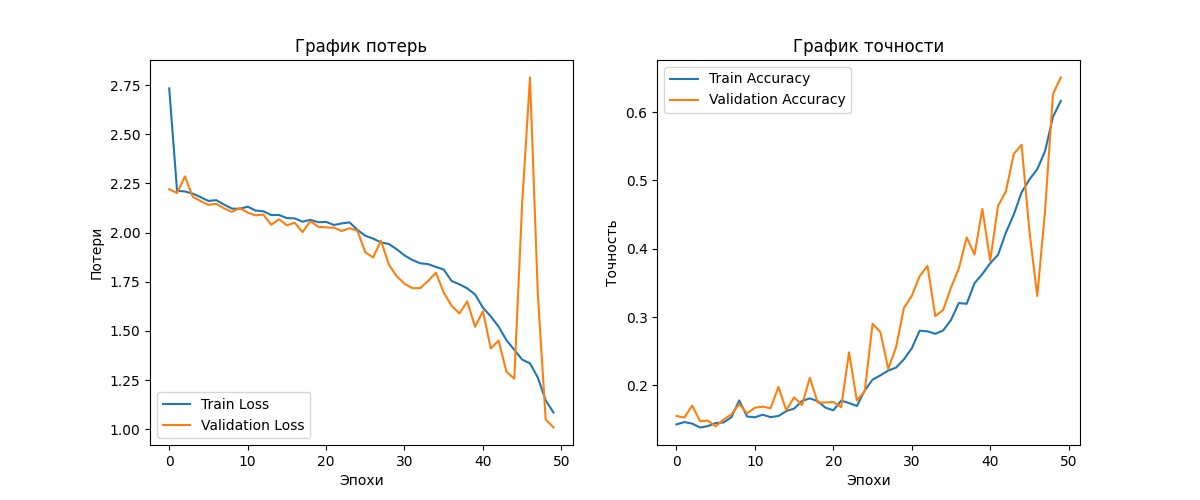 График потерь
2.75
2.50
2.25
2.00
1.75
1.50
1.25
1.00
Потери
Train Loss
Validation Loss
0
10
20
30
40
50
Эпохи
График точности
Train Accuracy
Validation Accuracy
0.6
0.5
0.4
0.3
0.2
Точность
0
10
20
30
40
50
Эпохи